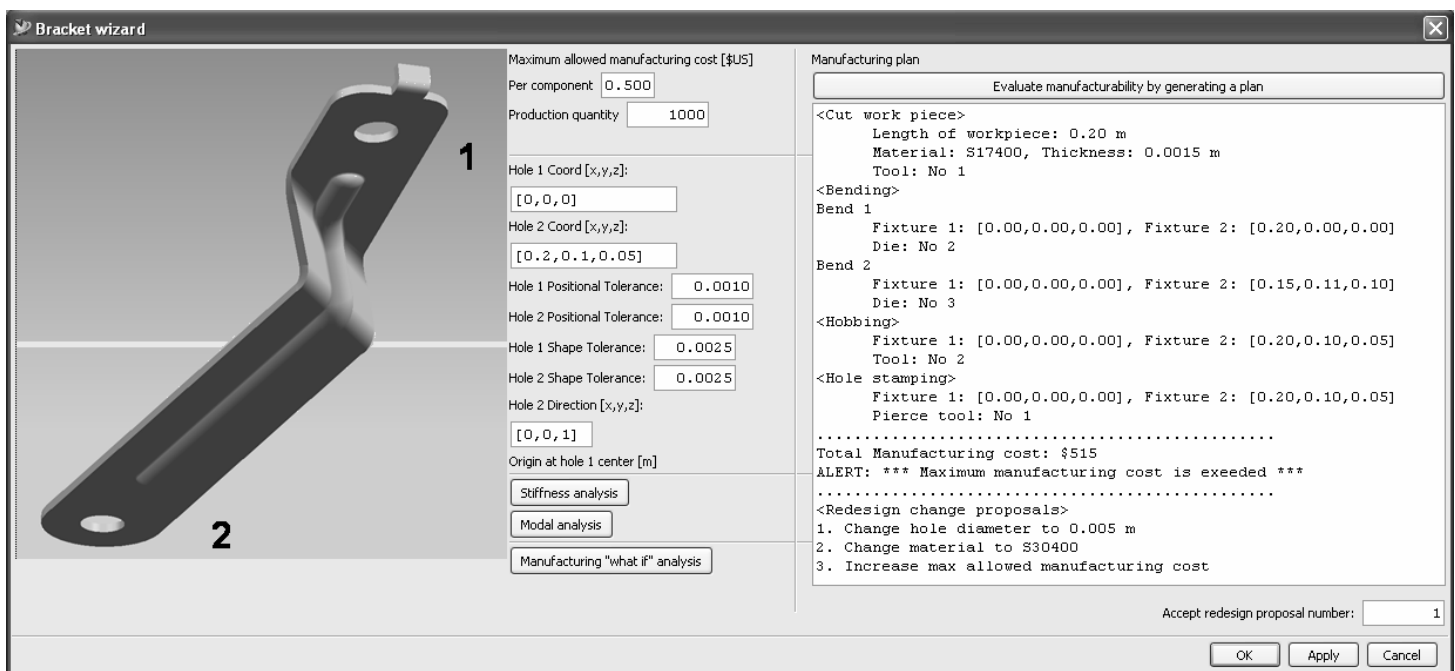 Bracket wizard
1
2
Maximum allowed manufacturing cost [$US]
Per component 0.500
Production quantity 1000
Hole 1 Coord [x,y,z]:
[0,0,0]
Hole 2 Coord [x,y,z]:
[0.2,0.1,0.05]
Hole 1 Positional Tolerance: 0.0010
Hole 2 Positional Tolerance: 0.0010
Hole 1 Shape Tolerance: 0.0025
Hole 2 Shape Tolerance: 0.0025
Hole 2 Direction [x,y,z]:
[0,0,1]
Origin at hole 1 center [m]
Stiffness analysis
Modal analysis
Manufacturing "what if" analysis
Manufacturing plan
Evaluate manufacturability by generating a plan
<Cut work piece>
Length of workpiece: 0.20 m
Material: S17400, Thickness: 0.0015 m
Tool: No 1
<Bending>
Bend 1
Fixture 1: [0.00,0.00,0.00], Fixture 2: [0.20,0.00,0.00]
Die: No 2
Bend 2
Fixture 1: [0.00,0.00,0.00], Fixture 2: [0.15,0.11,0.10]
Die: No 3
<Hobbing>
Fixture 1: [0.00,0.00,0.00], Fixture 2: [0.20,0.10,0.05]
Tool: No 2
<Hole stamping>
Fixture 1: [0.00,0.00,0.00], Fixture 2: [0.20,0.10,0.05]
Pierce tool: No 1
.................................................
Total Manufacturing cost: $515
ALERT: *** Maximum manufacturing cost is exeeded ***
.................................................
<Redesign change proposals>
1. Change hole diameter to 0.005 m
2. Change material to S30400
3. Increase max allowed manufacturing cost
Accept redesign proposal number: 1
OK Apply Cancel